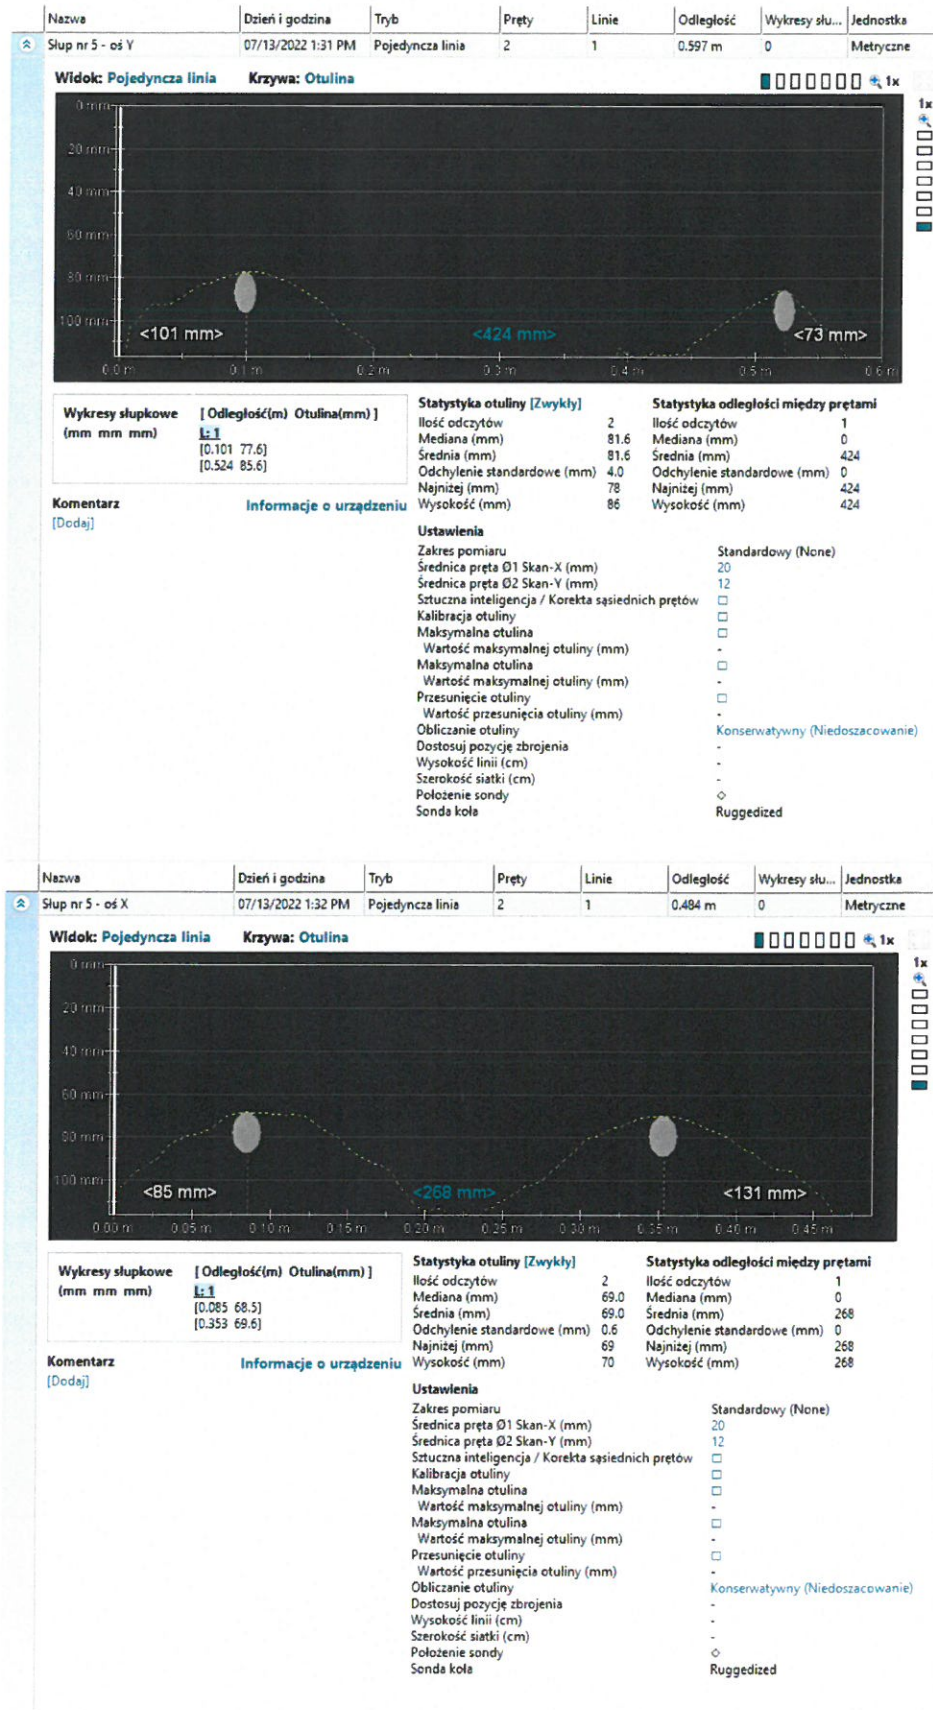 Nazwa Dzień i godzina Tryb Pręty Linie Odległość Wykresy słu... Jednostka
Słup nr 5 - oś Y 07/13/2022 1:31 PM Pojedyncza linia 2 1 0.597 m 0 Metryczne
Widok: Pojedyncza linia Krzywa: Otulina 1x
1x
0 mm
20 mm
40 mm
60 mm
80 mm
100 mm
<101 mm> <424 mm> <73 mm>
0.0 m 0.1 m 0.2 m 0.3 m 0.4 m 0.5 m 0.6 m
Wykresy słupkowe [ Odległość(m) Otulina(mm) ]
(mm mm mm) L: 1
[0.101 77.6]
[0.524 85.6]
Komentarz Informacje o urządzeniu
[Dodaj]
Statystyka otuliny [Zwykły] Statystyka odległości między prętami
Ilość odczytów 2 Ilość odczytów 1
Mediana (mm) 81.6 Mediana (mm) 0
Średnia (mm) 81.6 Średnia (mm) 424
Odchylenie standardowe (mm) 4.0 Odchylenie standardowe (mm) 0
Najniżej (mm) 78 Najniżej (mm) 424
Wysokość (mm) 86 Wysokość (mm) 424
Ustawienia
Zakres pomiaru Standardowy (None)
Średnica pręta Ø1 Skan-X (mm) 20
Średnica pręta Ø2 Skan-Y (mm) 12
Sztuczna inteligencja / Korekta sąsiednich prętów
Kalibracja otuliny
Maksymalna otulina
Wartość maksymalnej otuliny (mm) -
Maksymalna otulina
Wartość maksymalnej otuliny (mm) -
Przesunięcie otuliny
Wartość przesunięcia otuliny (mm) -
Obliczanie otuliny Konserwatywny (Niedoszacowanie)
Dostosuj pozycję zbrojenia -
Wysokość linii (cm) -
Szerokość siatki (cm) -
Położenie sondy
Sonda koła Ruggedized
Nazwa Dzień i godzina Tryb Pręty Linie Odległość Wykresy słu... Jednostka
Słup nr 5 - oś X 07/13/2022 1:32 PM Pojedyncza linia 2 1 0.484 m 0 Metryczne
Widok: Pojedyncza linia Krzywa: Otulina 1x
1x
0 mm
20 mm
40 mm
60 mm
80 mm
100 mm
<85 mm> <268 mm> <131 mm>
0.00 m 0.05 m 0.10 m 0.15 m 0.20 m 0.25 m 0.30 m 0.35 m 0.40 m 0.45 m
Wykresy słupkowe [ Odległość(m) Otulina(mm) ]
(mm mm mm) L: 1
[0.085 68.5]
[0.353 69.6]
Komentarz Informacje o urządzeniu
[Dodaj]
Statystyka otuliny [Zwykły] Statystyka odległości między prętami
Ilość odczytów 2 Ilość odczytów 1
Mediana (mm) 69.0 Mediana (mm) 0
Średnia (mm) 69.0 Średnia (mm) 268
Odchylenie standardowe (mm) 0.6 Odchylenie standardowe (mm) 0
Najniżej (mm) 69 Najniżej (mm) 268
Wysokość (mm) 70 Wysokość (mm) 268
Ustawienia
Zakres pomiaru Standardowy (None)
Średnica pręta Ø1 Skan-X (mm) 20
Średnica pręta Ø2 Skan-Y (mm) 12
Sztuczna inteligencja / Korekta sąsiednich prętów
Kalibracja otuliny
Maksymalna otulina
Wartość maksymalnej otuliny (mm) -
Maksymalna otulina
Wartość maksymalnej otuliny (mm) -
Przesunięcie otuliny
Wartość przesunięcia otuliny (mm) -
Obliczanie otuliny Konserwatywny (Niedoszacowanie)
Dostosuj pozycję zbrojenia -
Wysokość linii (cm) -
Szerokość siatki (cm) -
Położenie sondy
Sonda koła Ruggedized